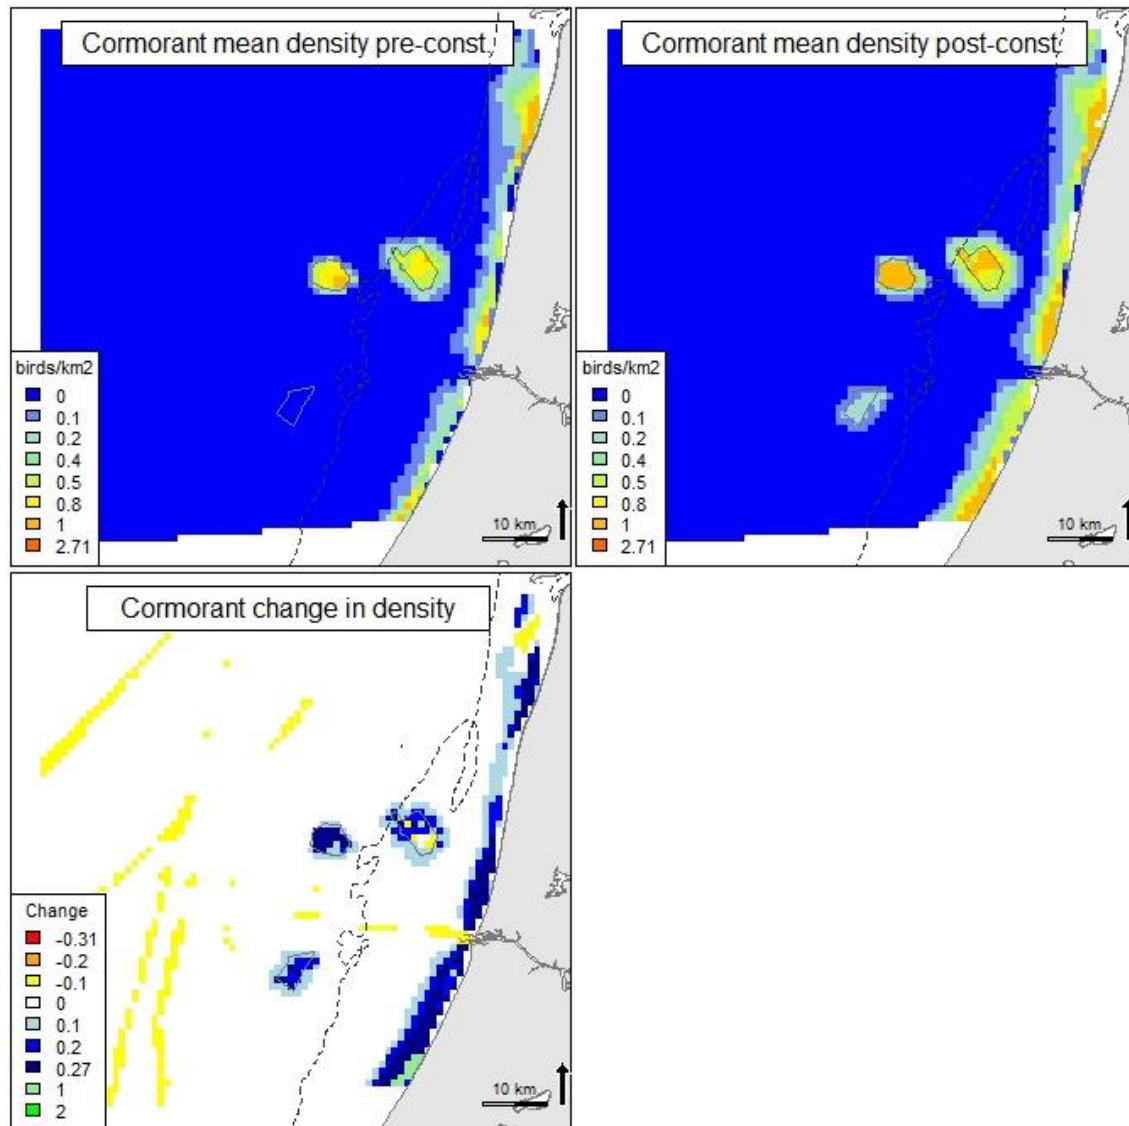 Cormorant mean density pre-const.
birds/km2
0
0.1
0.2
0.4
0.5
0.8
1
2.71
10 km
Cormorant mean density post-const.
birds/km2
0
0.1
0.2
0.4
0.5
0.8
1
2.71
10 km
Cormorant change in density
Change
-0.31
-0.2
-0.1
0
0.1
0.2
0.27
1
2
10 km